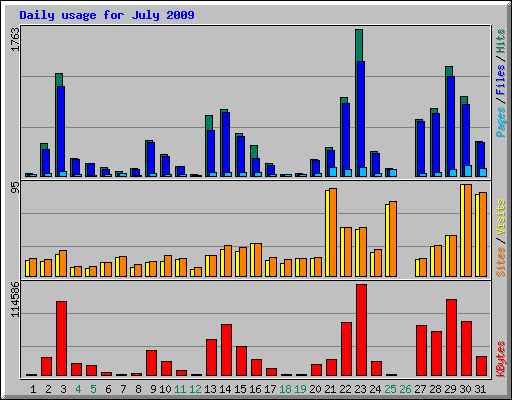 Daily usage for July 2009
1763
Pages / Files / Hits
95
Sites / Visits
114586
KBytes
1 2 3 4 5 6 7 8 9 10 11 12 13 14 15 16 17 18 19 20 21 22 23 24 25 26 27 28 29 30 31